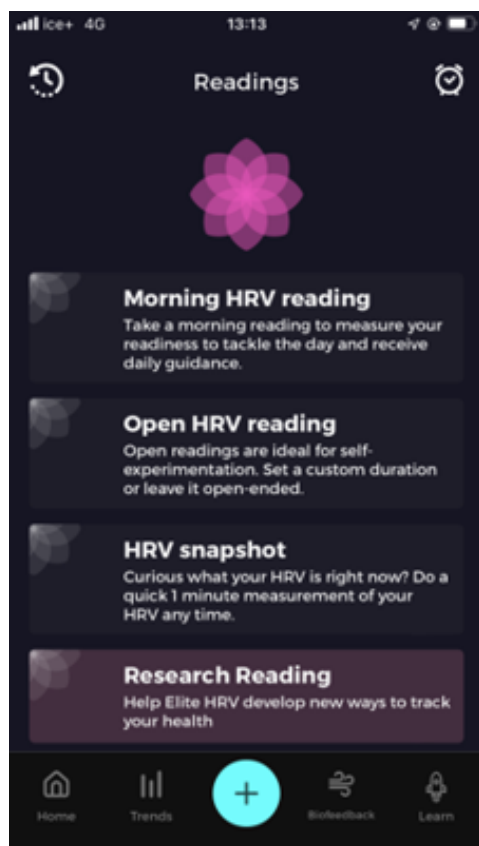 ice+ 4G 13:13
Readings
Morning HRV reading
Take a morning reading to measure your
readiness to tackle the day and receive
daily guidance.
Open HRV reading
Open readings are ideal for self-
experimentation. Set a custom duration
or leave it open-ended.
HRV snapshot
Curious what your HRV is right now? Do a
quick 1 minute measurement of your
HRV any time.
Research Reading
Help Elite HRV develop new ways to track
your health
Home Trends Biofeedback Learn